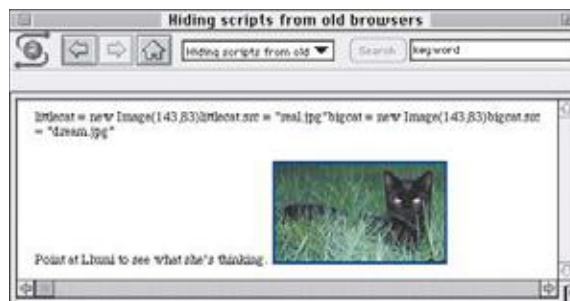 Hiding scripts from old browsers
Hiding scripts from old
Search
keyword
littlecat = new Image(143,83)littlecat.src = "real.jpg"bigcat = new Image(143,83)bigcat.src
= "dream.jpg"
Point at Llumi to see what she's thinking.